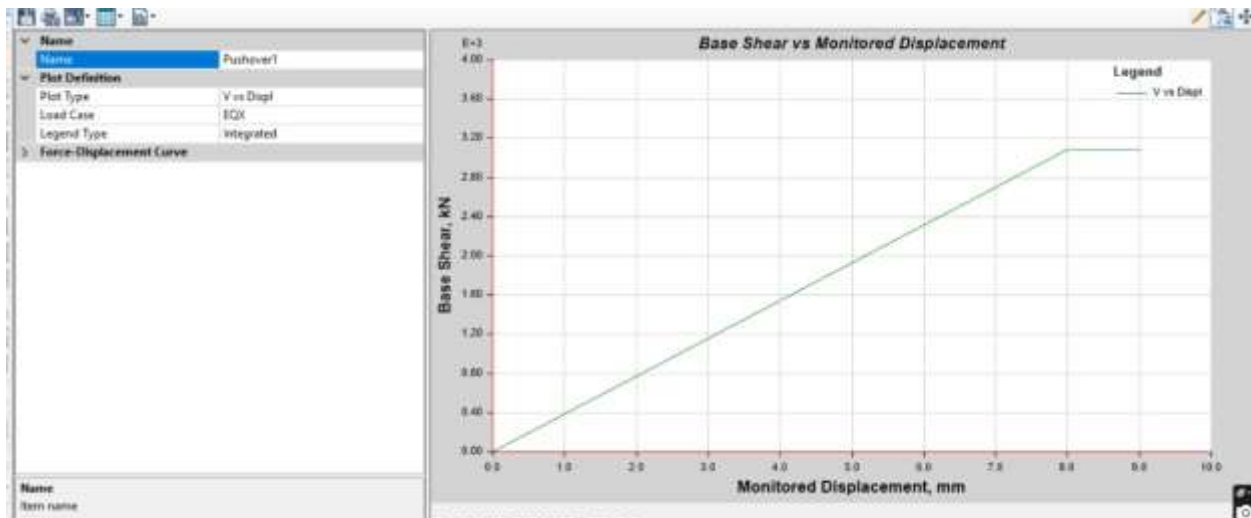 Name
Name Pushover1
Plot Definition
Plot Type V vs Displ
Load Case EQX
Legend Type Integrated
Force-Displacement Curve
Name
Item name
Base Shear vs Monitored Displacement
E+3
Legend
V vs Displ
4.00
3.60
3.20
2.80
2.40
2.00
1.60
1.20
0.80
0.40
0.00
Base Shear, kN
0.0 1.0 2.0 3.0 4.0 5.0 6.0 7.0 8.0 9.0 10.0
Monitored Displacement, mm